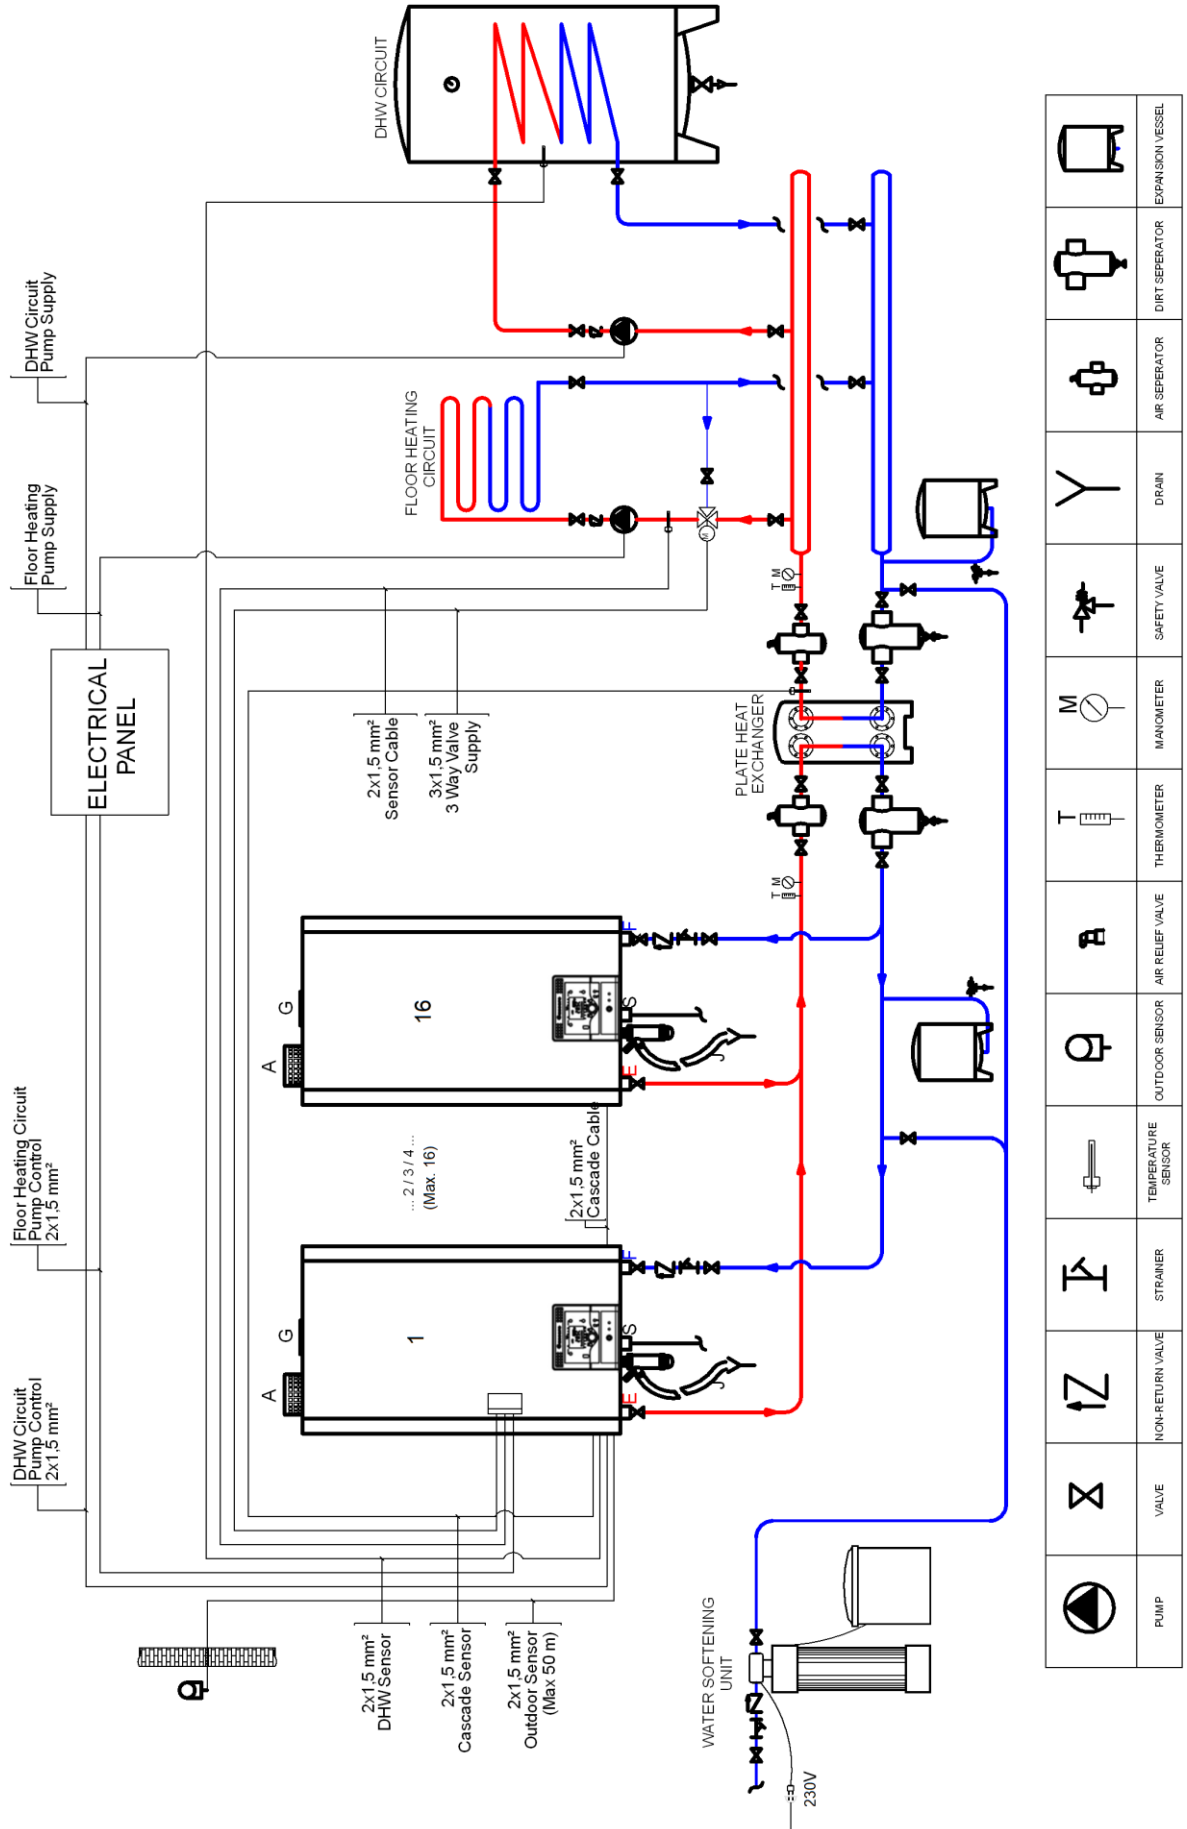 DHW Circuit
Pump Control
2x1,5 mm²
Floor Heating Circuit
Pump Control
2x1,5 mm²
ELECTRICAL
PANEL
Floor Heating
Pump Supply
DHW Circuit
Pump Supply
A
G
1
E
S
F
J
... 2 / 3 / 4 ...
(Max. 16)
2x1,5 mm²
Cascade Cable
A
G
16
E
S
F
J
2x1,5 mm²
DHW Sensor
2x1,5 mm²
Cascade Sensor
2x1,5 mm²
Outdoor Sensor
(Max 50 m)
2x1,5 mm²
Sensor Cable
3x1,5 mm²
3 Way Valve
Supply
FLOOR HEATING
CIRCUIT
M
DHW CIRCUIT
T M
PLATE HEAT
EXCHANGER
T M
WATER SOFTENING
UNIT
230V
T
M
PUMP
VALVE
NON-RETURN VALVE
STRAINER
TEMPERATURE
SENSOR
OUTDOOR SENSOR
AIR RELIEF VALVE
THERMOMETER
MANOMETER
SAFETY VALVE
DRAIN
AIR SEPERATOR
DIRT SEPERATOR
EXPANSION VESSEL